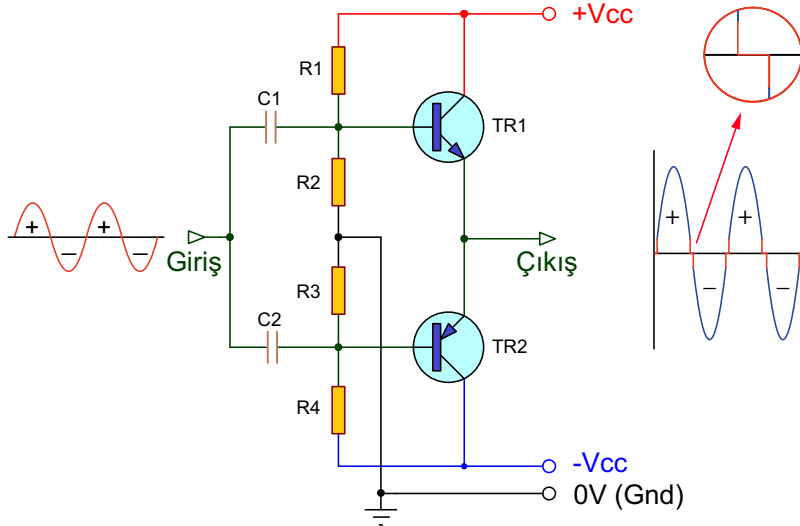 +Vcc
R1
C1
TR1
R2
+
−
+
−
Giriş
Çıkış
+
+
−
−
R3
C2
TR2
R4
-Vcc
0V (Gnd)